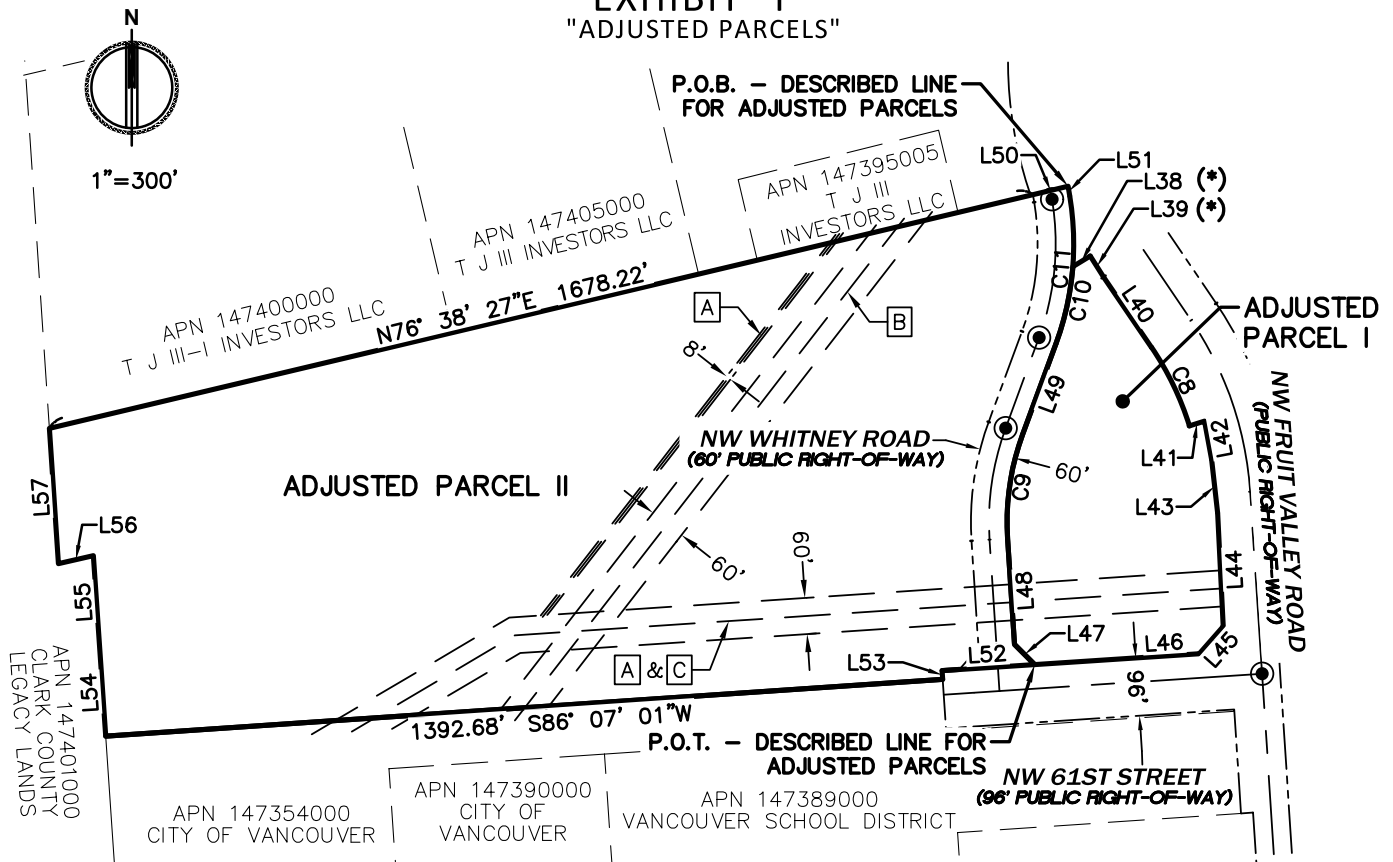 EXHIBIT "1"
"ADJUSTED PARCELS"
N
1"=300'
P.O.B. – DESCRIBED LINE
FOR ADJUSTED PARCELS
L50
L51
L38 (*)
L39 (*)
APN 147395005
T J III
INVESTORS LLC
APN 147405000
T J III INVESTORS LLC
APN 147400000
T J III–I INVESTORS LLC
N76° 38' 27"E 1678.22'
C11
C10
L40
ADJUSTED
PARCEL I
A
B
8'
L49
C8
NW WHITNEY ROAD
(60' PUBLIC RIGHT-OF-WAY)
L42
L41
NW FRUIT VALLEY ROAD
(PUBLIC RIGHT-OF-WAY)
ADJUSTED PARCEL II
60'
C9
L43
L57
L56
60'
60'
L55
L48
L44
L47
L46
L45
A & C
L53
L52
L54
96'
1392.68' S86° 07' 01"W
P.O.T. – DESCRIBED LINE FOR
ADJUSTED PARCELS
APN 147401000
CLARK COUNTY
LEGACY LANDS
NW 61ST STREET
(96' PUBLIC RIGHT-OF-WAY)
APN 147354000
CITY OF VANCOUVER
APN 147390000
CITY OF
VANCOUVER
APN 147389000
VANCOUVER SCHOOL DISTRICT